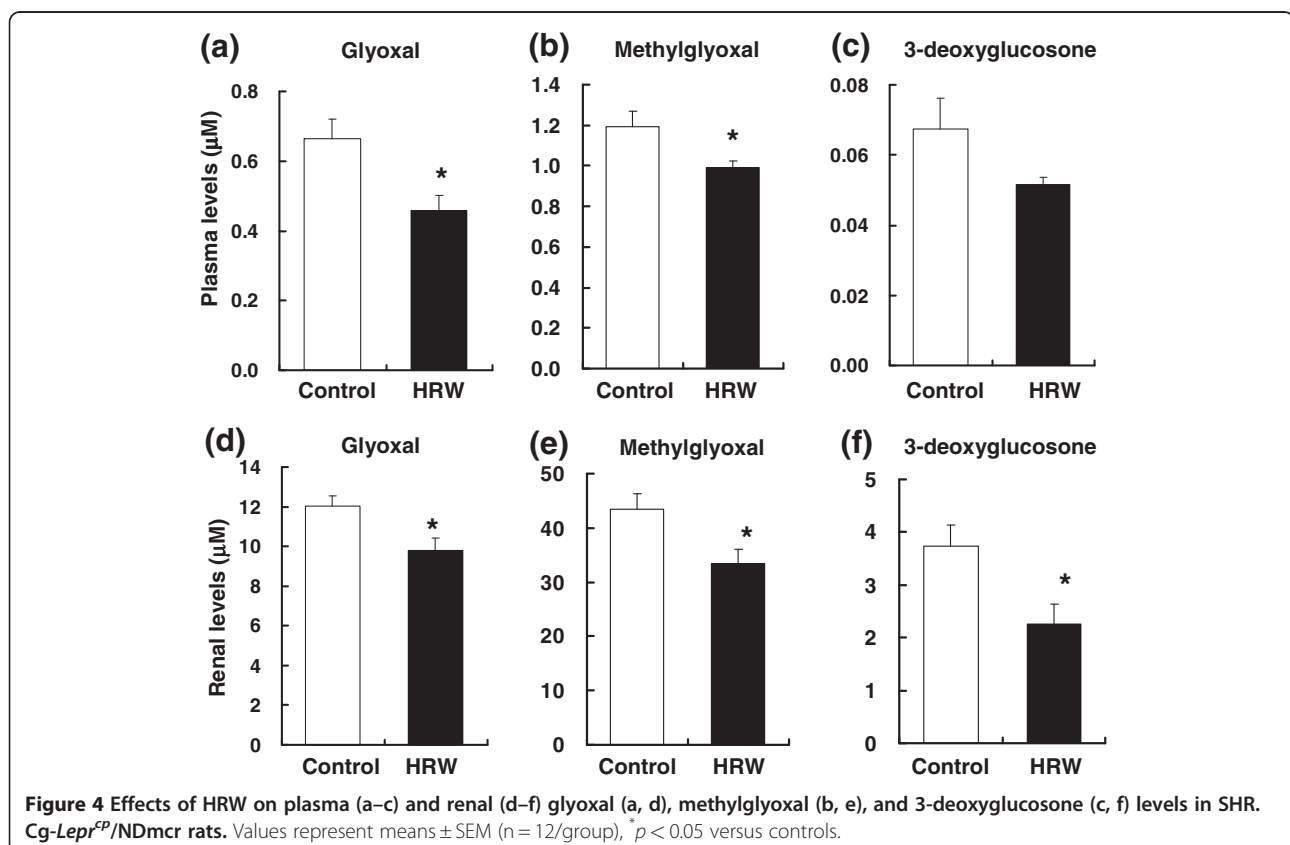 (a)
Glyoxal
(b)
Methylglyoxal
(c)
3-deoxyglucosone
Plasma levels (μM)
0.8
0.6
0.4
0.2
0.0
*
Control HRW
1.4
1.2
1.0
0.8
0.6
0.4
0.2
0.0
*
Control HRW
0.08
0.06
0.04
0.02
0.00
Control HRW
(d)
Glyoxal
(e)
Methylglyoxal
(f)
3-deoxyglucosone
Renal levels (μM)
14
12
10
8
6
4
2
0
*
Control HRW
50
40
30
20
10
0
*
Control HRW
5
4
3
2
1
0
*
Control HRW
Figure 4 Effects of HRW on plasma (a–c) and renal (d–f) glyoxal (a, d), methylglyoxal (b, e), and 3-deoxyglucosone (c, f) levels in SHR.
Cg-Lepr^cp/NDmcr rats. Values represent means ± SEM (n = 12/group), *p < 0.05 versus controls.